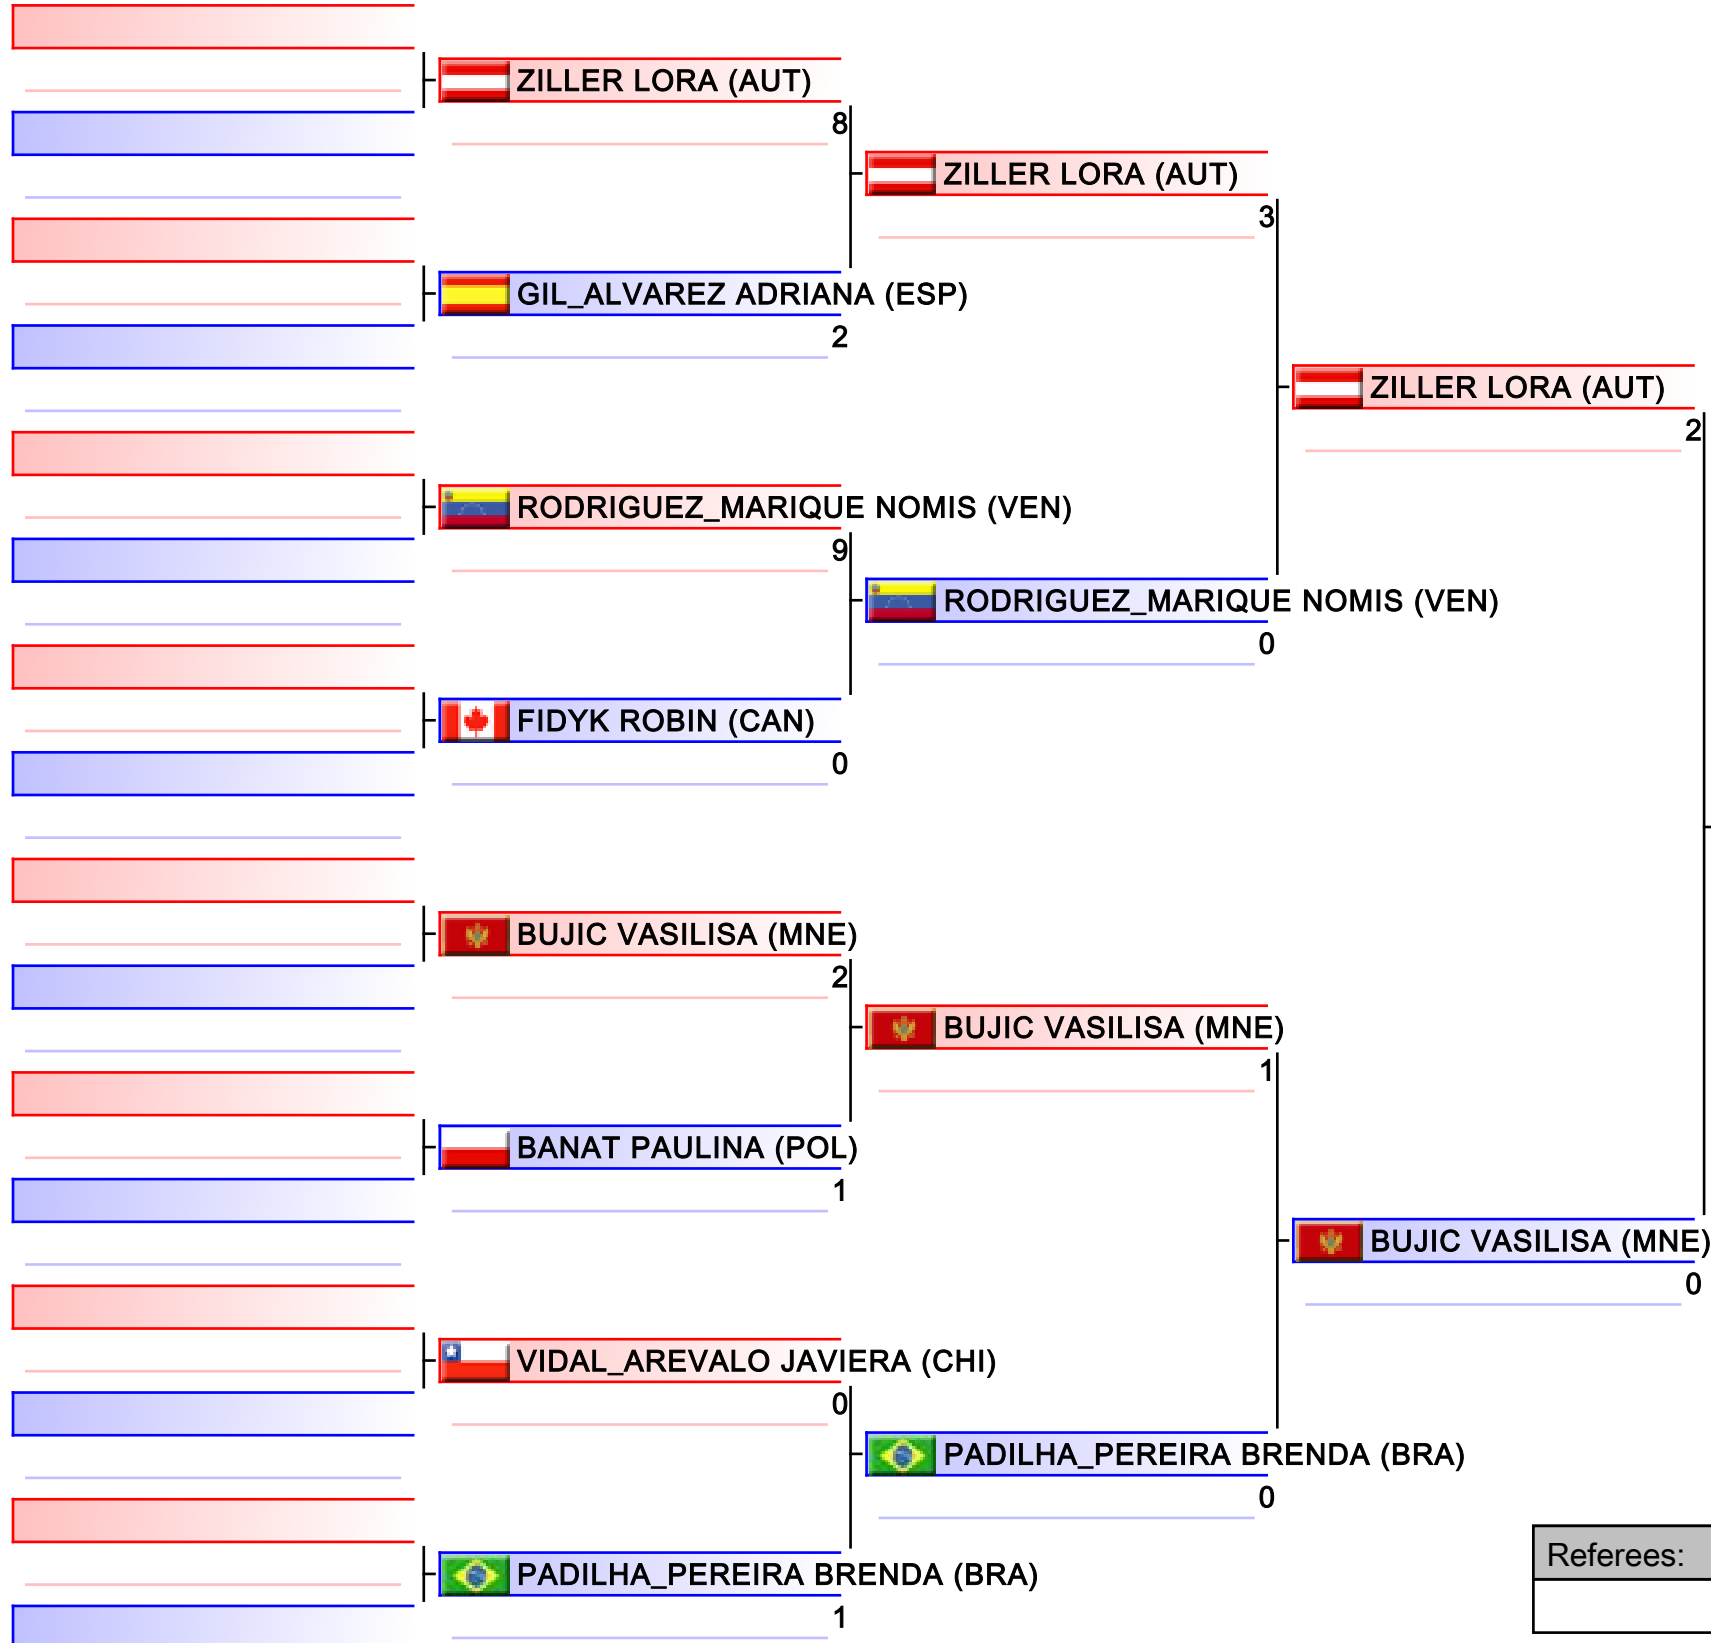 ZILLER LORA (AUT)
8
ZILLER LORA (AUT)
3
GIL_ALVAREZ ADRIANA (ESP)
2
ZILLER LORA (AUT)
2
RODRIGUEZ_MARIQUE NOMIS (VEN)
9
RODRIGUEZ_MARIQUE NOMIS (VEN)
0
FIDYK ROBIN (CAN)
0
BUJIC VASILISA (MNE)
2
BUJIC VASILISA (MNE)
1
BANAT PAULINA (POL)
1
BUJIC VASILISA (MNE)
0
VIDAL_AREVALO JAVIERA (CHI)
0
PADILHA_PEREIRA BRENDA (BRA)
0
PADILHA_PEREIRA BRENDA (BRA)
1
Referees: